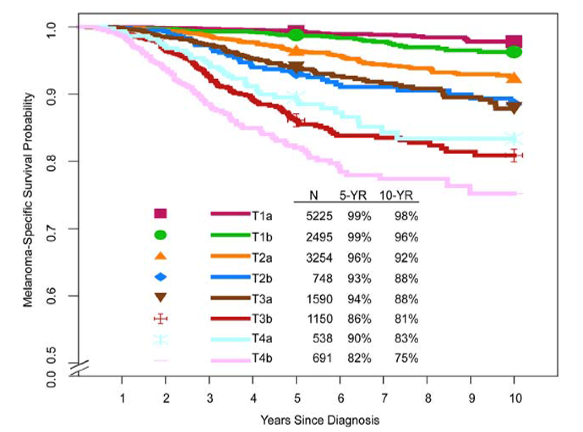 Melanoma-Specific Survival Probability
1.0
0.9
0.8
0.7
0.6
0.5
0.0
N 5-YR 10-YR
T1a 5225 99% 98%
T1b 2495 99% 96%
T2a 3254 96% 92%
T2b 748 93% 88%
T3a 1590 94% 88%
T3b 1150 86% 81%
T4a 538 90% 83%
T4b 691 82% 75%
1 2 3 4 5 6 7 8 9 10
Years Since Diagnosis